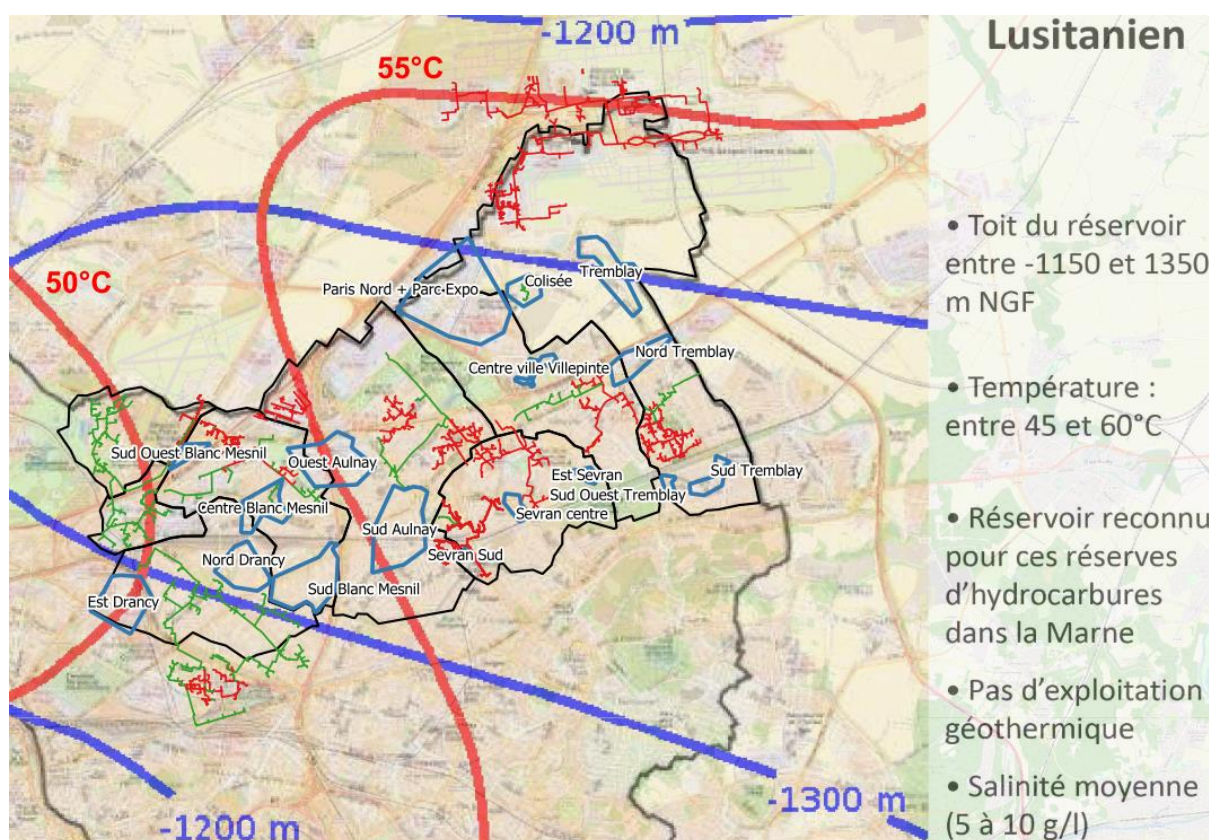 -1200 m
Lusitanien
55°C
50°C
Colisée
Tremblay
Paris Nord + Parc Expo
Nord Tremblay
Centre ville Villepinte
Sud Ouest Blanc Mesnil
Ouest Aulnay
Est Sevran
Sud Tremblay
Sud Ouest Tremblay
Centre Blanc Mesnil
Sevran centre
Sud Aulnay
Nord Drancy
Sevran Sud
Sud Blanc Mesnil
Est Drancy
-1300 m
-1200 m
• Toit du réservoir
entre -1150 et 1350
m NGF
• Température :
entre 45 et 60°C
• Réservoir reconnu
pour ces réserves
d’hydrocarbures
dans la Marne
• Pas d’exploitation
géothermique
• Salinité moyenne
(5 à 10 g/l)